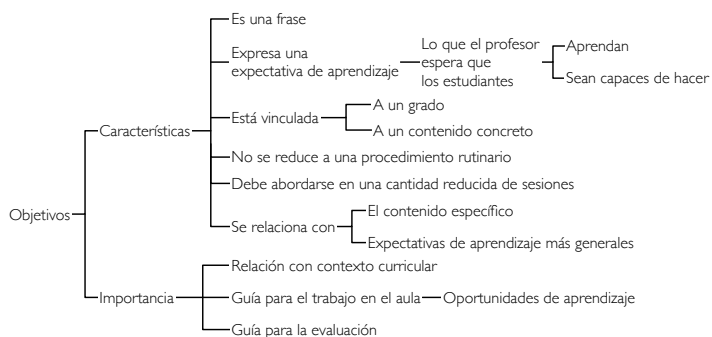 Es una frase
Expresa una
expectativa de aprendizaje
Lo que el profesor
espera que
los estudiantes
Aprendan
Sean capaces de hacer
Características
Está vinculada
A un grado
A un contenido concreto
No se reduce a una procedimiento rutinario
Debe abordarse en una cantidad reducida de sesiones
Objetivos
Se relaciona con
El contenido específico
Expectativas de aprendizaje más generales
Relación con contexto curricular
Importancia
Guía para el trabajo en el aula
Oportunidades de aprendizaje
Guía para la evaluación